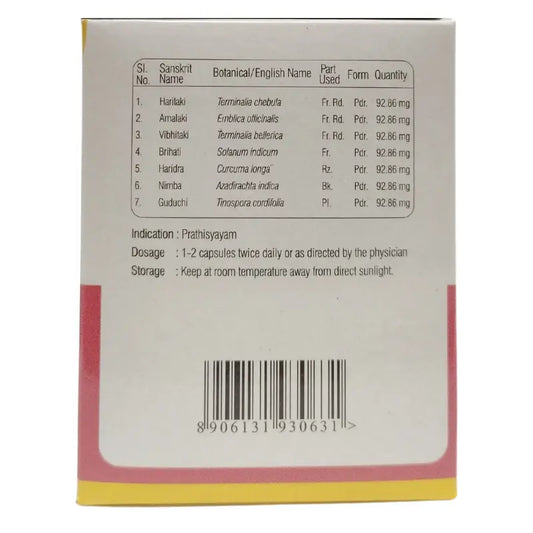 Sl. No. Sanskrit Name Botanical/English Name Part Used Form Quantity
1. Haritaki Terminalia chebula Fr. Rd. Pdr. 92.86 mg
2. Amalaki Emblica officinalis Fr. Rd. Pdr. 92.86 mg
3. Vibhitaki Terminalia bellerica Fr. Rd. Pdr. 92.86 mg
4. Brihati Solanum indicum Fr. Pdr. 92.86 mg
5. Haridra Curcuma longa Rz. Pdr. 92.86 mg
6. Nimba Azadirachta indica Bk. Pdr. 92.86 mg
7. Guduchi Tinospora cordifolia Pl. Pdr. 92.86 mg
Indication : Prathisyayam
Dosage : 1-2 capsules twice daily or as directed by the physician
Storage : Keep at room temperature away from direct sunlight.
8 906131 930631 >